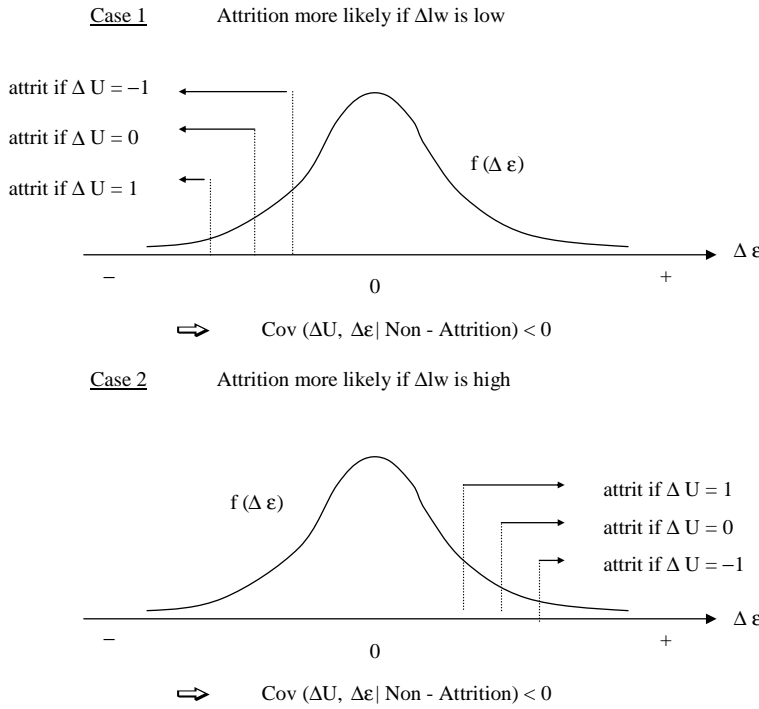 Case 1 Attrition more likely if Δlw is low
attrit if Δ U = −1
attrit if Δ U = 0
attrit if Δ U = 1
f (Δ ε)
Δ ε
− 0 +
⇨ Cov (ΔU, Δε| Non - Attrition) < 0
Case 2 Attrition more likely if Δlw is high
f (Δ ε)
attrit if Δ U = 1
attrit if Δ U = 0
attrit if Δ U = −1
Δ ε
− 0 +
⇨ Cov (ΔU, Δε| Non - Attrition) < 0